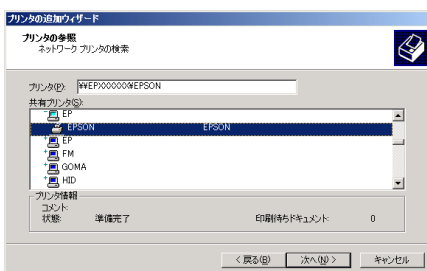 プリンタの追加ウィザード
プリンタの参照
ネットワーク プリンタの検索
プリンタ(P): ¥¥EPXXXXXX¥EPSON
共有プリンタ(S):
EP
EPSON EPSON
EP
FM
GOMA
HID
プリンタ情報
コメント:
状態: 準備完了 印刷待ちドキュメント: 0
< 戻る(B) 次へ(N) > キャンセル